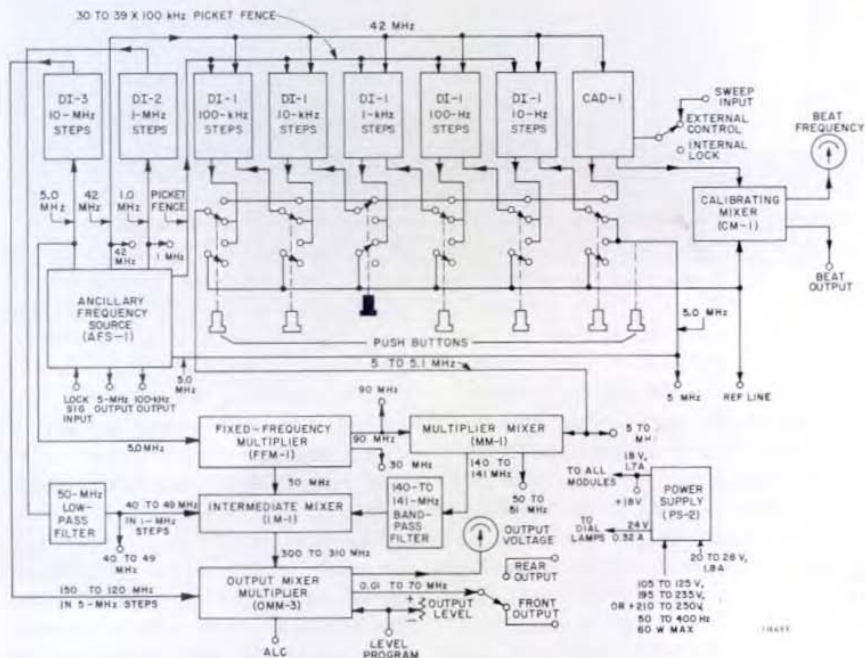 30 TO 39 X 100 kHz PICKET FENCE
42 MHz
DI-3
10-MHz
STEPS
DI-2
1-MHz
STEPS
DI-1
100-kHz
STEPS
DI-1
10-kHz
STEPS
DI-1
1-kHz
STEPS
DI-1
100-Hz
STEPS
DI-1
10-Hz
STEPS
CAD-1
SWEEP
INPUT
EXTERNAL
CONTROL
INTERNAL
LOCK
BEAT
FREQUENCY
5.0
MHz
42
MHz
1.0
MHz
PICKET
FENCE
42
MHz
1 MHz
CALIBRATING
MIXER
(CM-1)
BEAT
OUTPUT
ANCILLARY
FREQUENCY
SOURCE
(AFS-1)
PUSH BUTTONS
5.0
MHz
5.0
MHz
5 TO 5.1 MHz
LOCK
SIG
INPUT
5-MHz
OUTPUT
100-kHz
OUTPUT
5 MHz
REF LINE
90 MHz
5.0MHz
FIXED-FREQUENCY
MULTIPLIER
(FFM-1)
90 MHz
30 MHz
MULTIPLIER
MIXER
(MM-1)
5 TO
140 TO
141 MHz
50 TO
51 MHz
18V,
1.7A
TO ALL
MODULES
+18V
POWER
SUPPLY
(PS-2)
TO
DIAL
LAMPS
24V
0.32A
20 TO 28 V,
1.8A
105 TO 125 V,
195 TO 235V,
OR +210 TO 250V,
50 TO 400 Hz
60 W MAX
50-MHz
LOW-
PASS
FILTER
40 TO 49 MHz
IN 1-MHz STEPS
40 TO 49
MHz
INTERMEDIATE MIXER
(IM-1)
140-TO
141-MHz
BAND-
PASS
FILTER
300 TO 310 MHz
OUTPUT
VOLTAGE
150 TO 120 MHz
IN 5-MHz STEPS
OUTPUT MIXER
MULTIPLIER
(OMM-3)
0.01 TO 70 MHz
REAR
OUTPUT
FRONT
OUTPUT
+
OUTPUT
LEVEL
−
LEVEL
PROGRAM
ALC